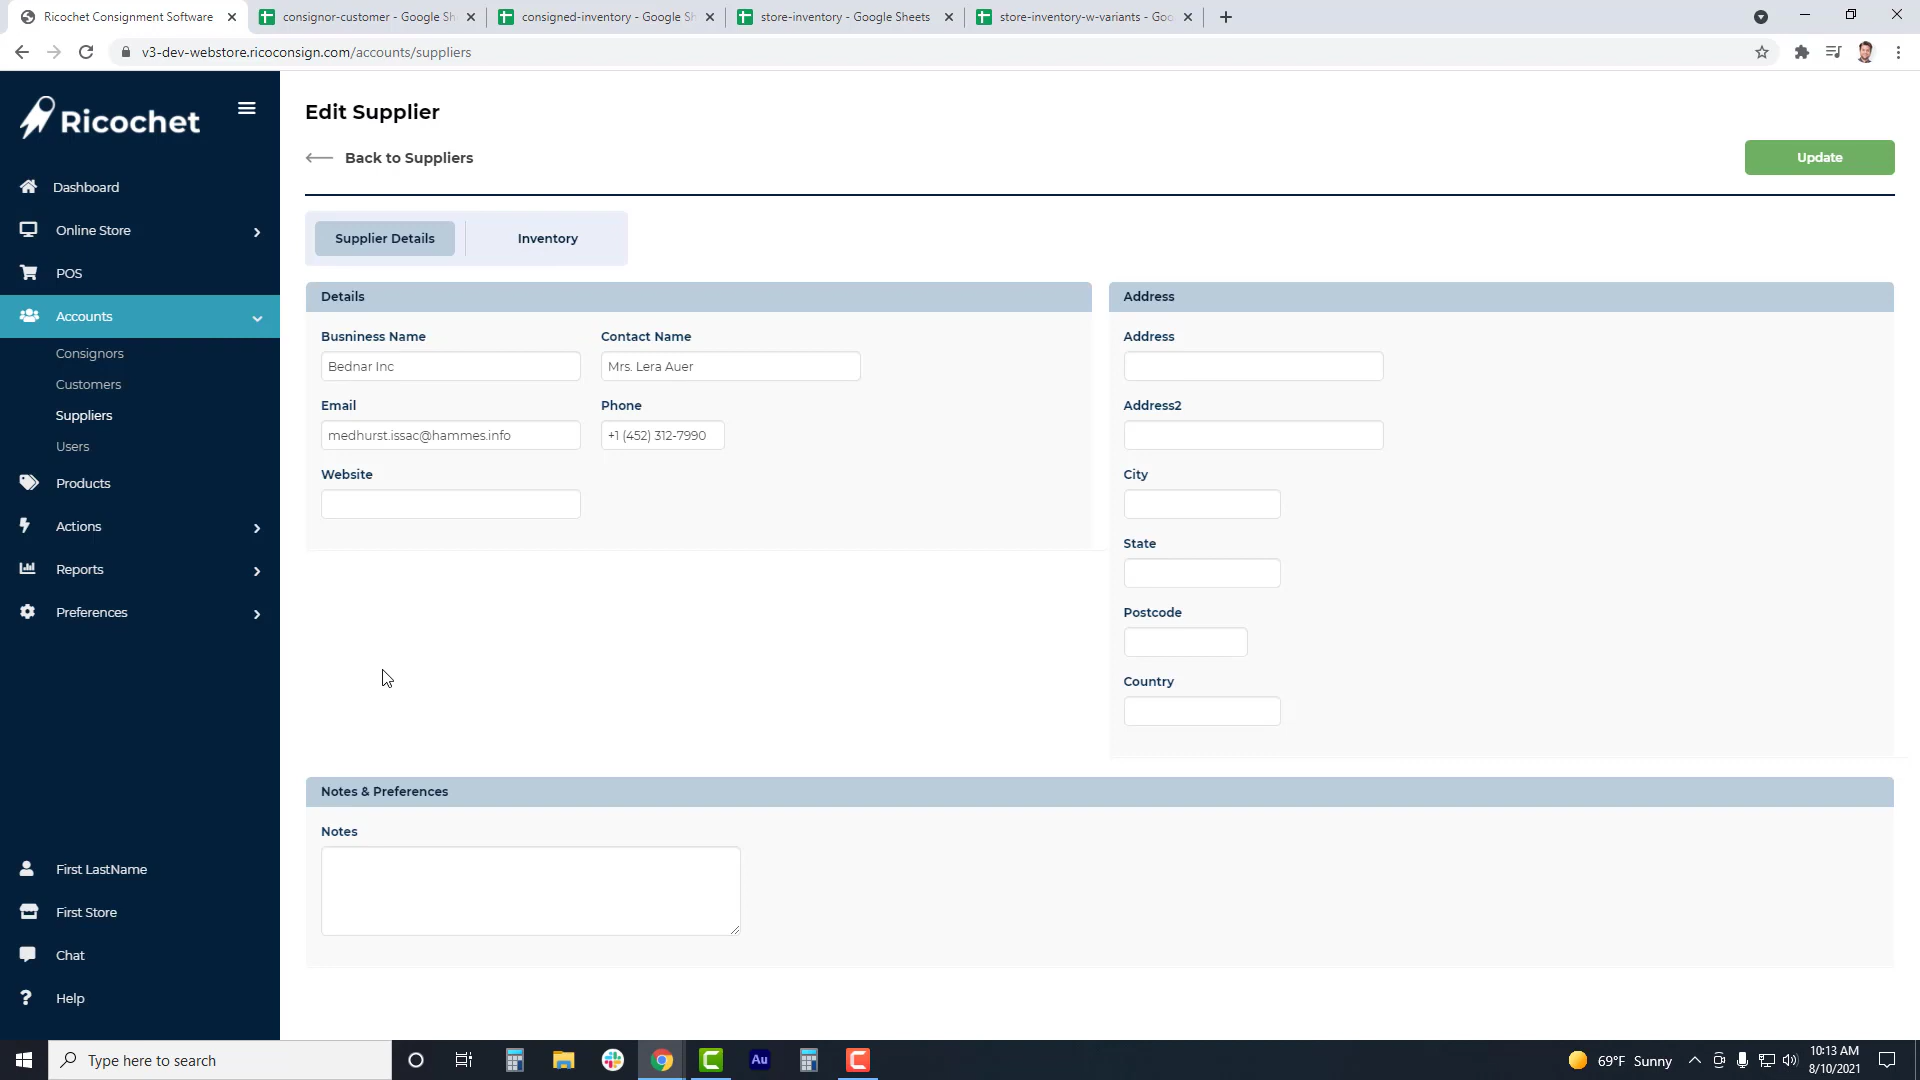 Ricochet Consignment Software
consignor-customer - Google Sh
consigned-inventory - Google Sh
store-inventory - Google Sheets
store-inventory-w-variants - Goo
v3-dev-webstore.ricoconsign.com/accounts/suppliers
Ricochet
Dashboard
Online Store
POS
Accounts
Consignors
Customers
Suppliers
Users
Products
Actions
Reports
Preferences
First LastName
First Store
Chat
Help
Edit Supplier
Back to Suppliers
Update
Supplier Details
Inventory
Details
Busniness Name
Contact Name
Bednar Inc
Mrs. Lera Auer
Email
Phone
medhurst.issac@hammes.info
+1 (452) 312-7990
Website
Address
Address
Address2
City
State
Postcode
Country
Notes & Preferences
Notes
Type here to search
Au
69°F Sunny
10:13 AM
8/10/2021